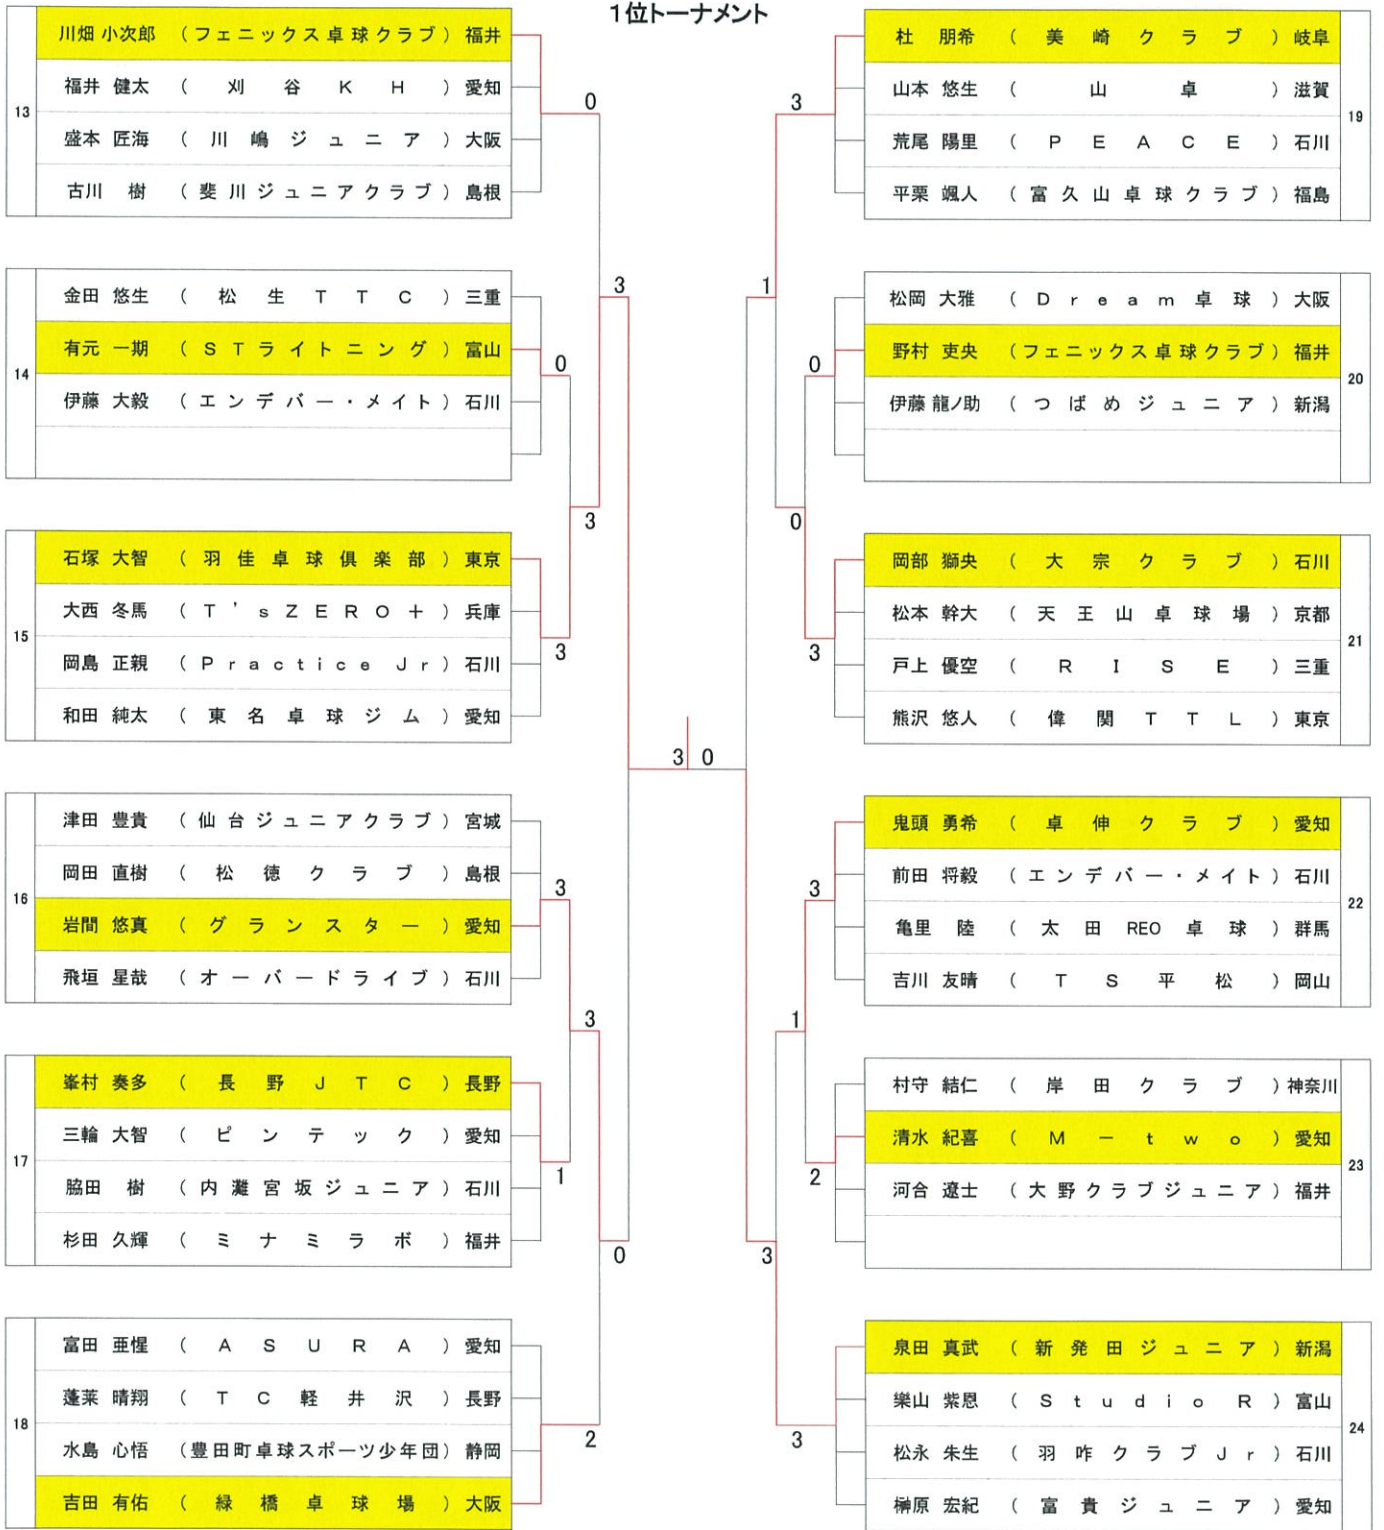 1位トーナメント
13
川畑 小次郎 (フェニックス卓球クラブ) 福井
福井 健太 (刈谷KH) 愛知
盛本 匠海 (川嶋ジュニア) 大阪
古川 樹 (斐川ジュニアクラブ) 島根
0
14
金田 悠生 (松生TTC) 三重
有元 一期 (STライトニング) 富山
伊藤 大毅 (エンデバー・メイト) 石川
3
0
3
15
石塚 大智 (羽佳卓球倶楽部) 東京
大西 冬馬 (T'sZERO+) 兵庫
岡島 正親 (Practice Jr) 石川
和田 純太 (東名卓球ジム) 愛知
3
3 0
16
津田 豊貴 (仙台ジュニアクラブ) 宮城
岡田 直樹 (松徳クラブ) 島根
岩間 悠真 (グランスター) 愛知
飛垣 星哉 (オーバードライブ) 石川
3
3
17
峯村 奏多 (長野JTC) 長野
三輪 大智 (ピンテック) 愛知
脇田 樹 (内灘宮坂ジュニア) 石川
杉田 久輝 (ミナミラボ) 福井
1
0
18
富田 亜惺 (ASURA) 愛知
蓬莱 晴翔 (TC軽井沢) 長野
水島 心悟 (豊田町卓球スポーツ少年団) 静岡
吉田 有佑 (緑橋卓球場) 大阪
2
19
杜 朋希 (美崎クラブ) 岐阜
山本 悠生 (山卓) 滋賀
荒尾 陽里 (PEACE) 石川
平栗 颯人 (富久山卓球クラブ) 福島
3
1
20
松岡 大雅 (Dream卓球) 大阪
野村 吏央 (フェニックス卓球クラブ) 福井
伊藤 龍ノ助 (つばめジュニア) 新潟
0
0
21
岡部 獅央 (大宗クラブ) 石川
松本 幹大 (天王山卓球場) 京都
戸上 優空 (RISE) 三重
熊沢 悠人 (偉関TTL) 東京
3
22
鬼頭 勇希 (卓伸クラブ) 愛知
前田 将毅 (エンデバー・メイト) 石川
亀里 陸 (太田REO卓球) 群馬
吉川 友晴 (TS平松) 岡山
3
1
23
村守 結仁 (岸田クラブ) 神奈川
清水 紀喜 (M-two) 愛知
河合 遼士 (大野クラブジュニア) 福井
2
3
24
泉田 真武 (新発田ジュニア) 新潟
樂山 紫恩 (Studio R) 富山
松永 朱生 (羽咋クラブJr) 石川
榊原 宏紀 (富貴ジュニア) 愛知
3